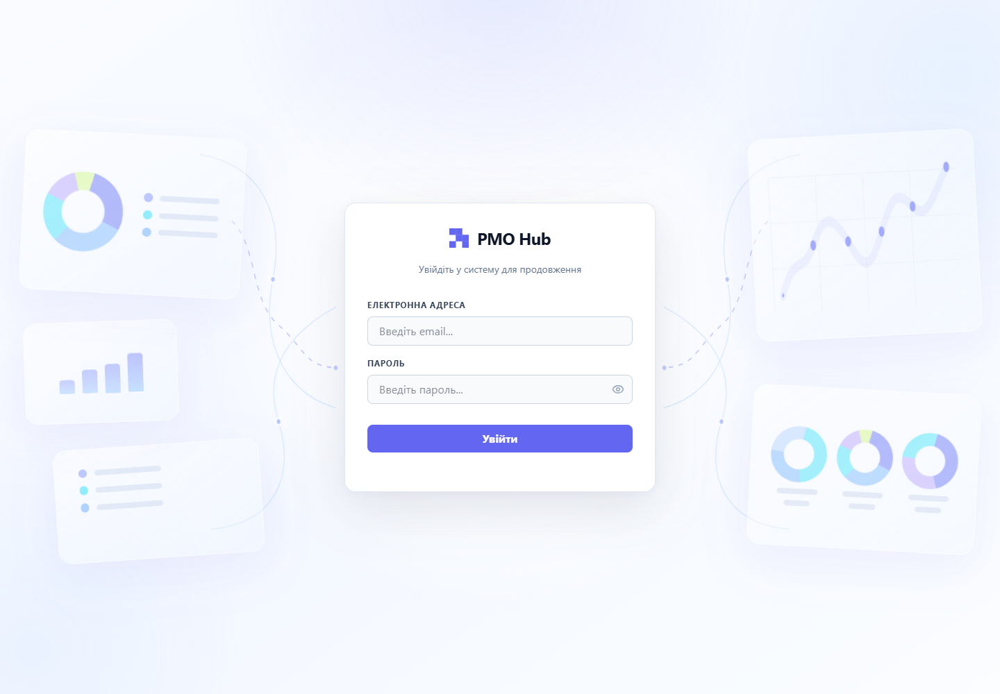 PMO Hub
Увійдіть у систему для продовження
ЕЛЕКТРОННА АДРЕСА
Введіть email...
ПАРОЛЬ
Введіть пароль...
Увійти